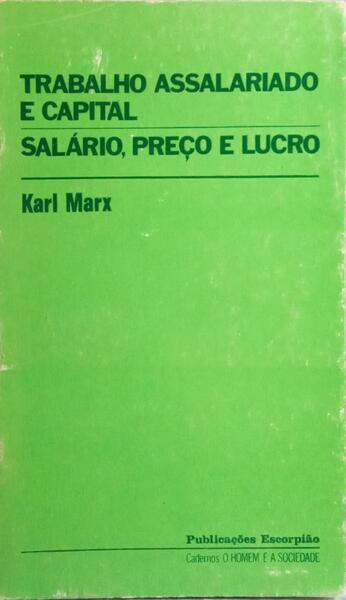 TRABALHO ASSALARIADO
E CAPITAL
SALÁRIO, PREÇO E LUCRO
Karl Marx
Publicações Escorpião
Cadernos O HOMEM E A SOCIEDADE